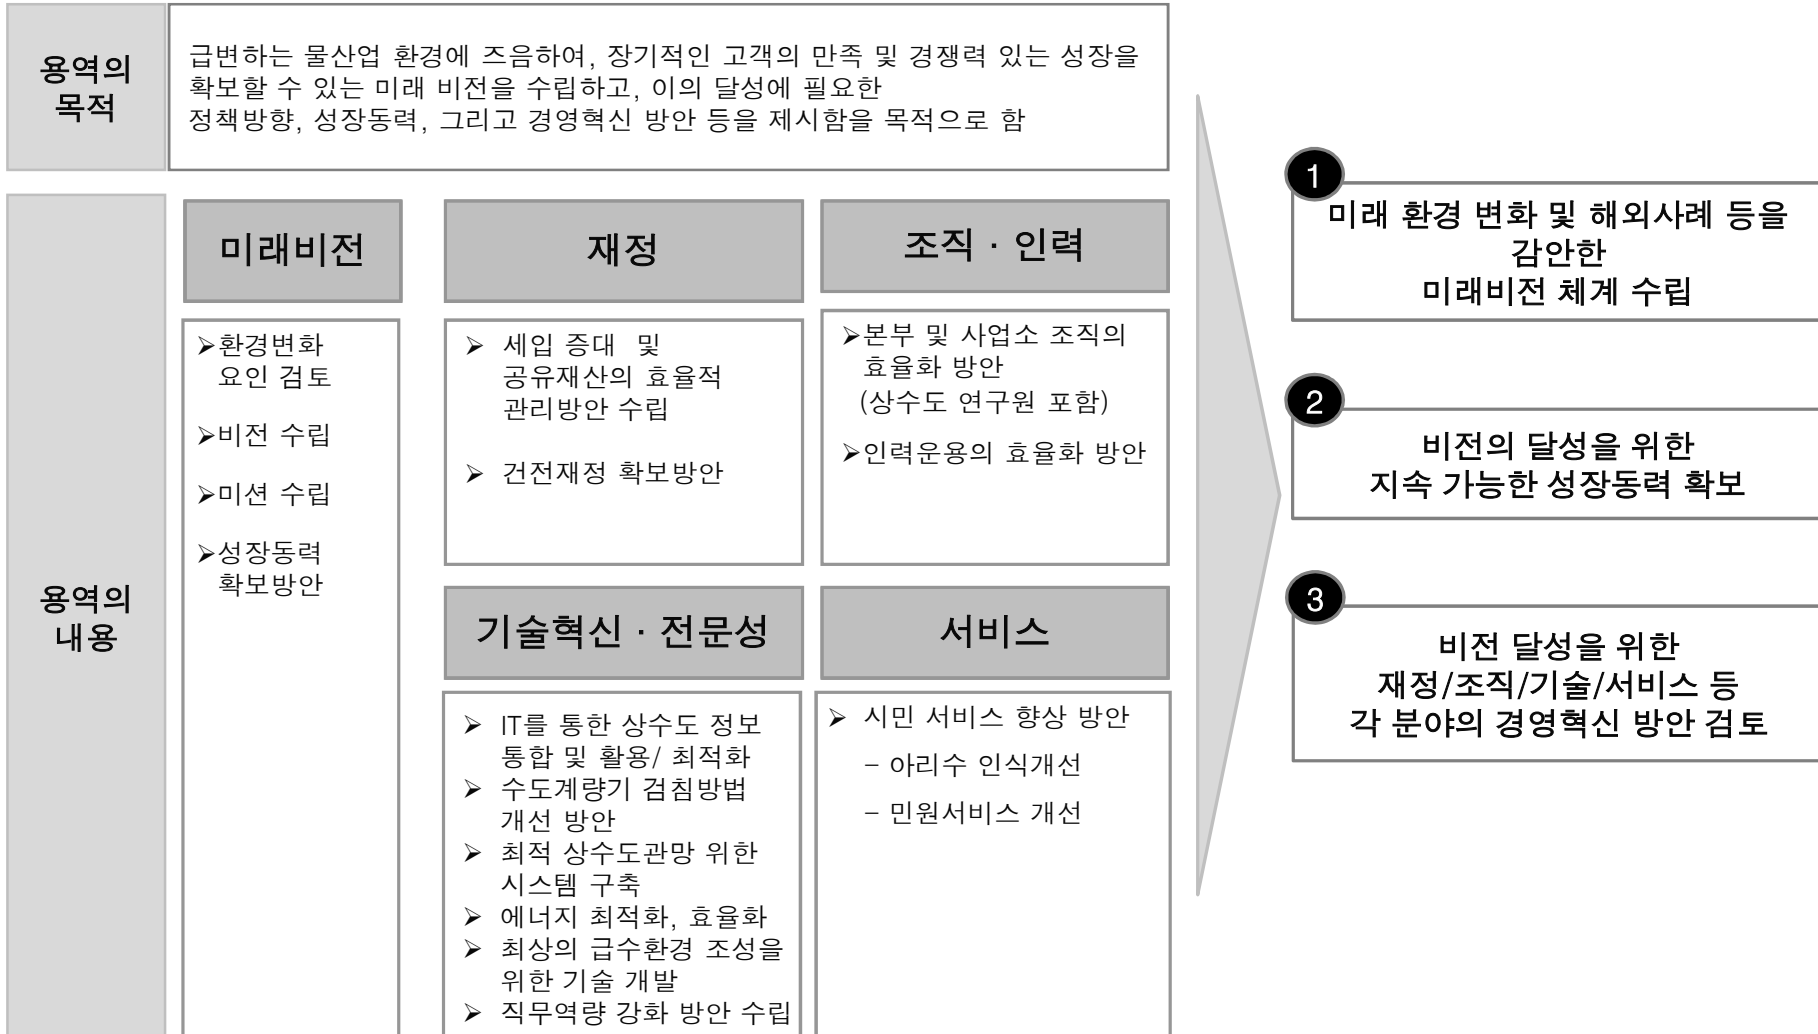 용역의
목적
급변하는 물산업 환경에 즈음하여, 장기적인 고객의 만족 및 경쟁력 있는 성장을
확보할 수 있는 미래 비전을 수립하고, 이의 달성에 필요한
정책방향, 성장동력, 그리고 경영혁신 방안 등을 제시함을 목적으로 함
용역의
내용
미래비전
➢환경변화
요인 검토
➢비전 수립
➢미션 수립
➢성장동력
확보방안
재정
➢ 세입 증대 및
공유재산의 효율적
관리방안 수립
➢ 건전재정 확보방안
조직 · 인력
➢본부 및 사업소 조직의
효율화 방안
(상수도 연구원 포함)
➢인력운용의 효율화 방안
기술혁신 · 전문성
➢ IT를 통한 상수도 정보
통합 및 활용/ 최적화
➢ 수도계량기 검침방법
개선 방안
➢ 최적 상수도관망 위한
시스템 구축
➢ 에너지 최적화, 효율화
➢ 최상의 급수환경 조성을
위한 기술 개발
➢ 직무역량 강화 방안 수립
서비스
➢ 시민 서비스 향상 방안
– 아리수 인식개선
– 민원서비스 개선
1
미래 환경 변화 및 해외사례 등을
감안한
미래비전 체계 수립
2
비전의 달성을 위한
지속 가능한 성장동력 확보
3
비전 달성을 위한
재정/조직/기술/서비스 등
각 분야의 경영혁신 방안 검토